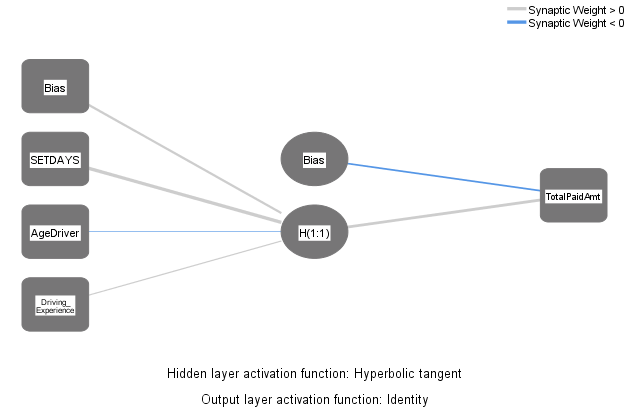 Synaptic Weight > 0
Synaptic Weight < 0
Bias
SETDAYS
Bias
TotalPaidAmt
AgeDriver
H(1:1)
Driving_
Experience
Hidden layer activation function: Hyperbolic tangent
Output layer activation function: Identity